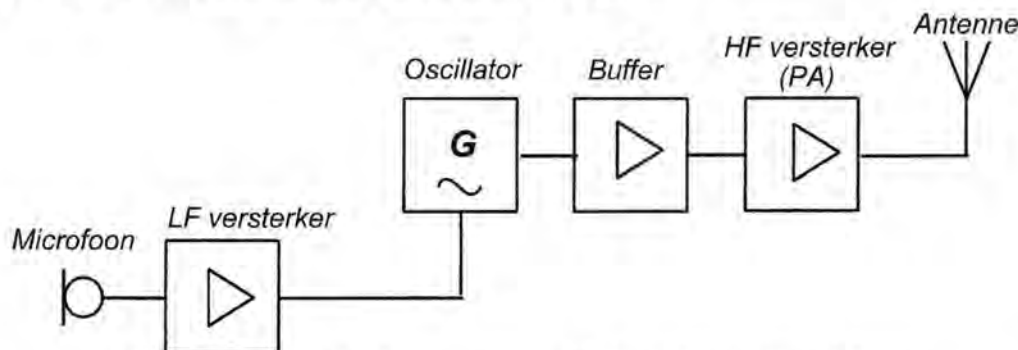 Antenne
HF versterker
(PA)
Oscillator
Buffer
G
LF versterker
Microfoon